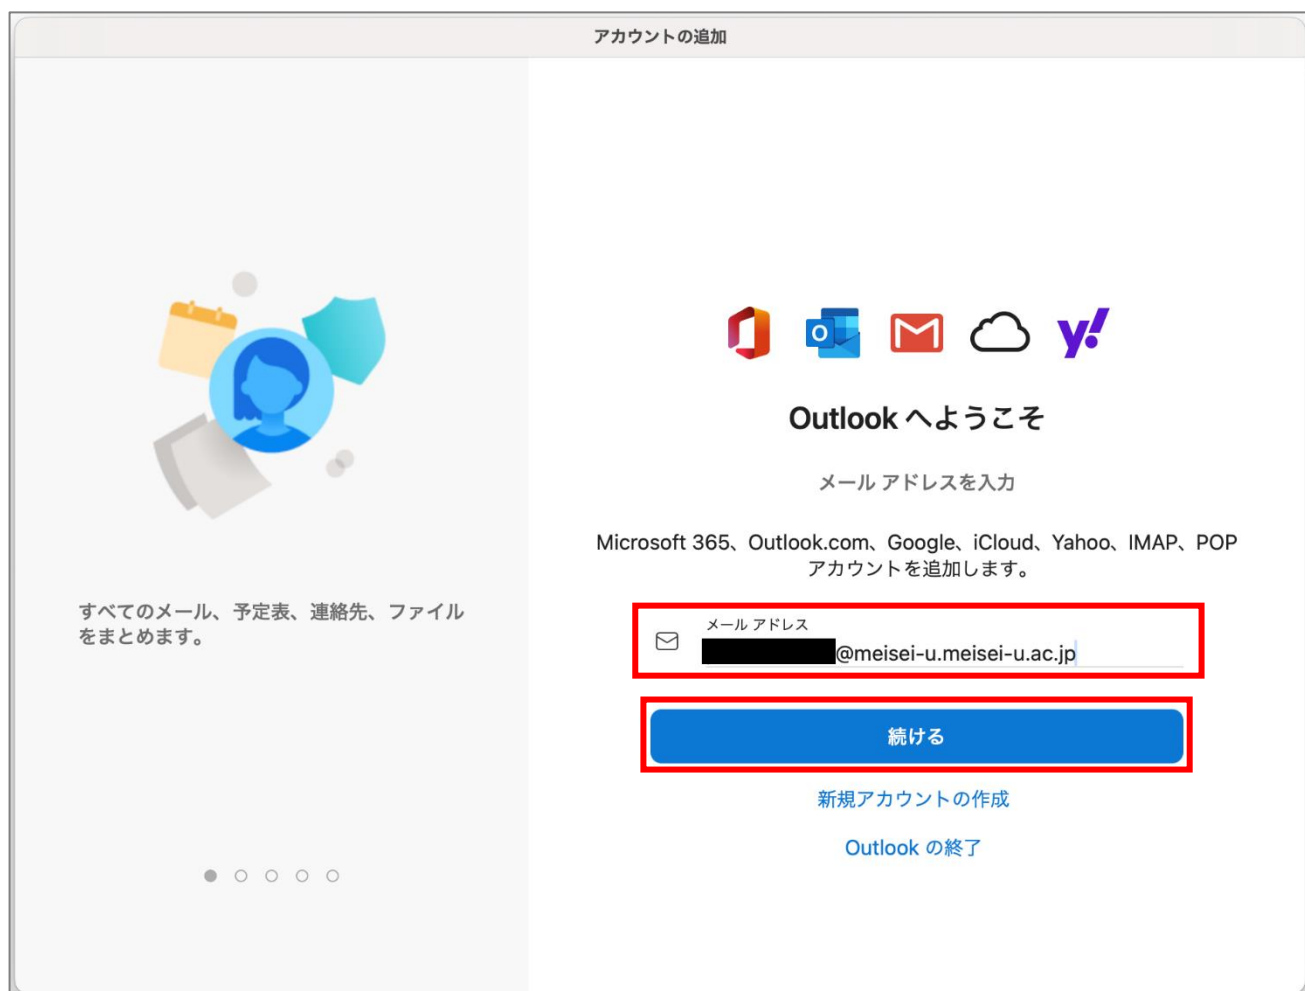 アカウントの追加
すべてのメール、予定表、連絡先、ファイル
をまとめます。
Outlook へようこそ
メール アドレスを入力
Microsoft 365、Outlook.com、Google、iCloud、Yahoo、IMAP、POP
アカウントを追加します。
メール アドレス
@meisei-u.meisei-u.ac.jp
続ける
新規アカウントの作成
Outlook の終了